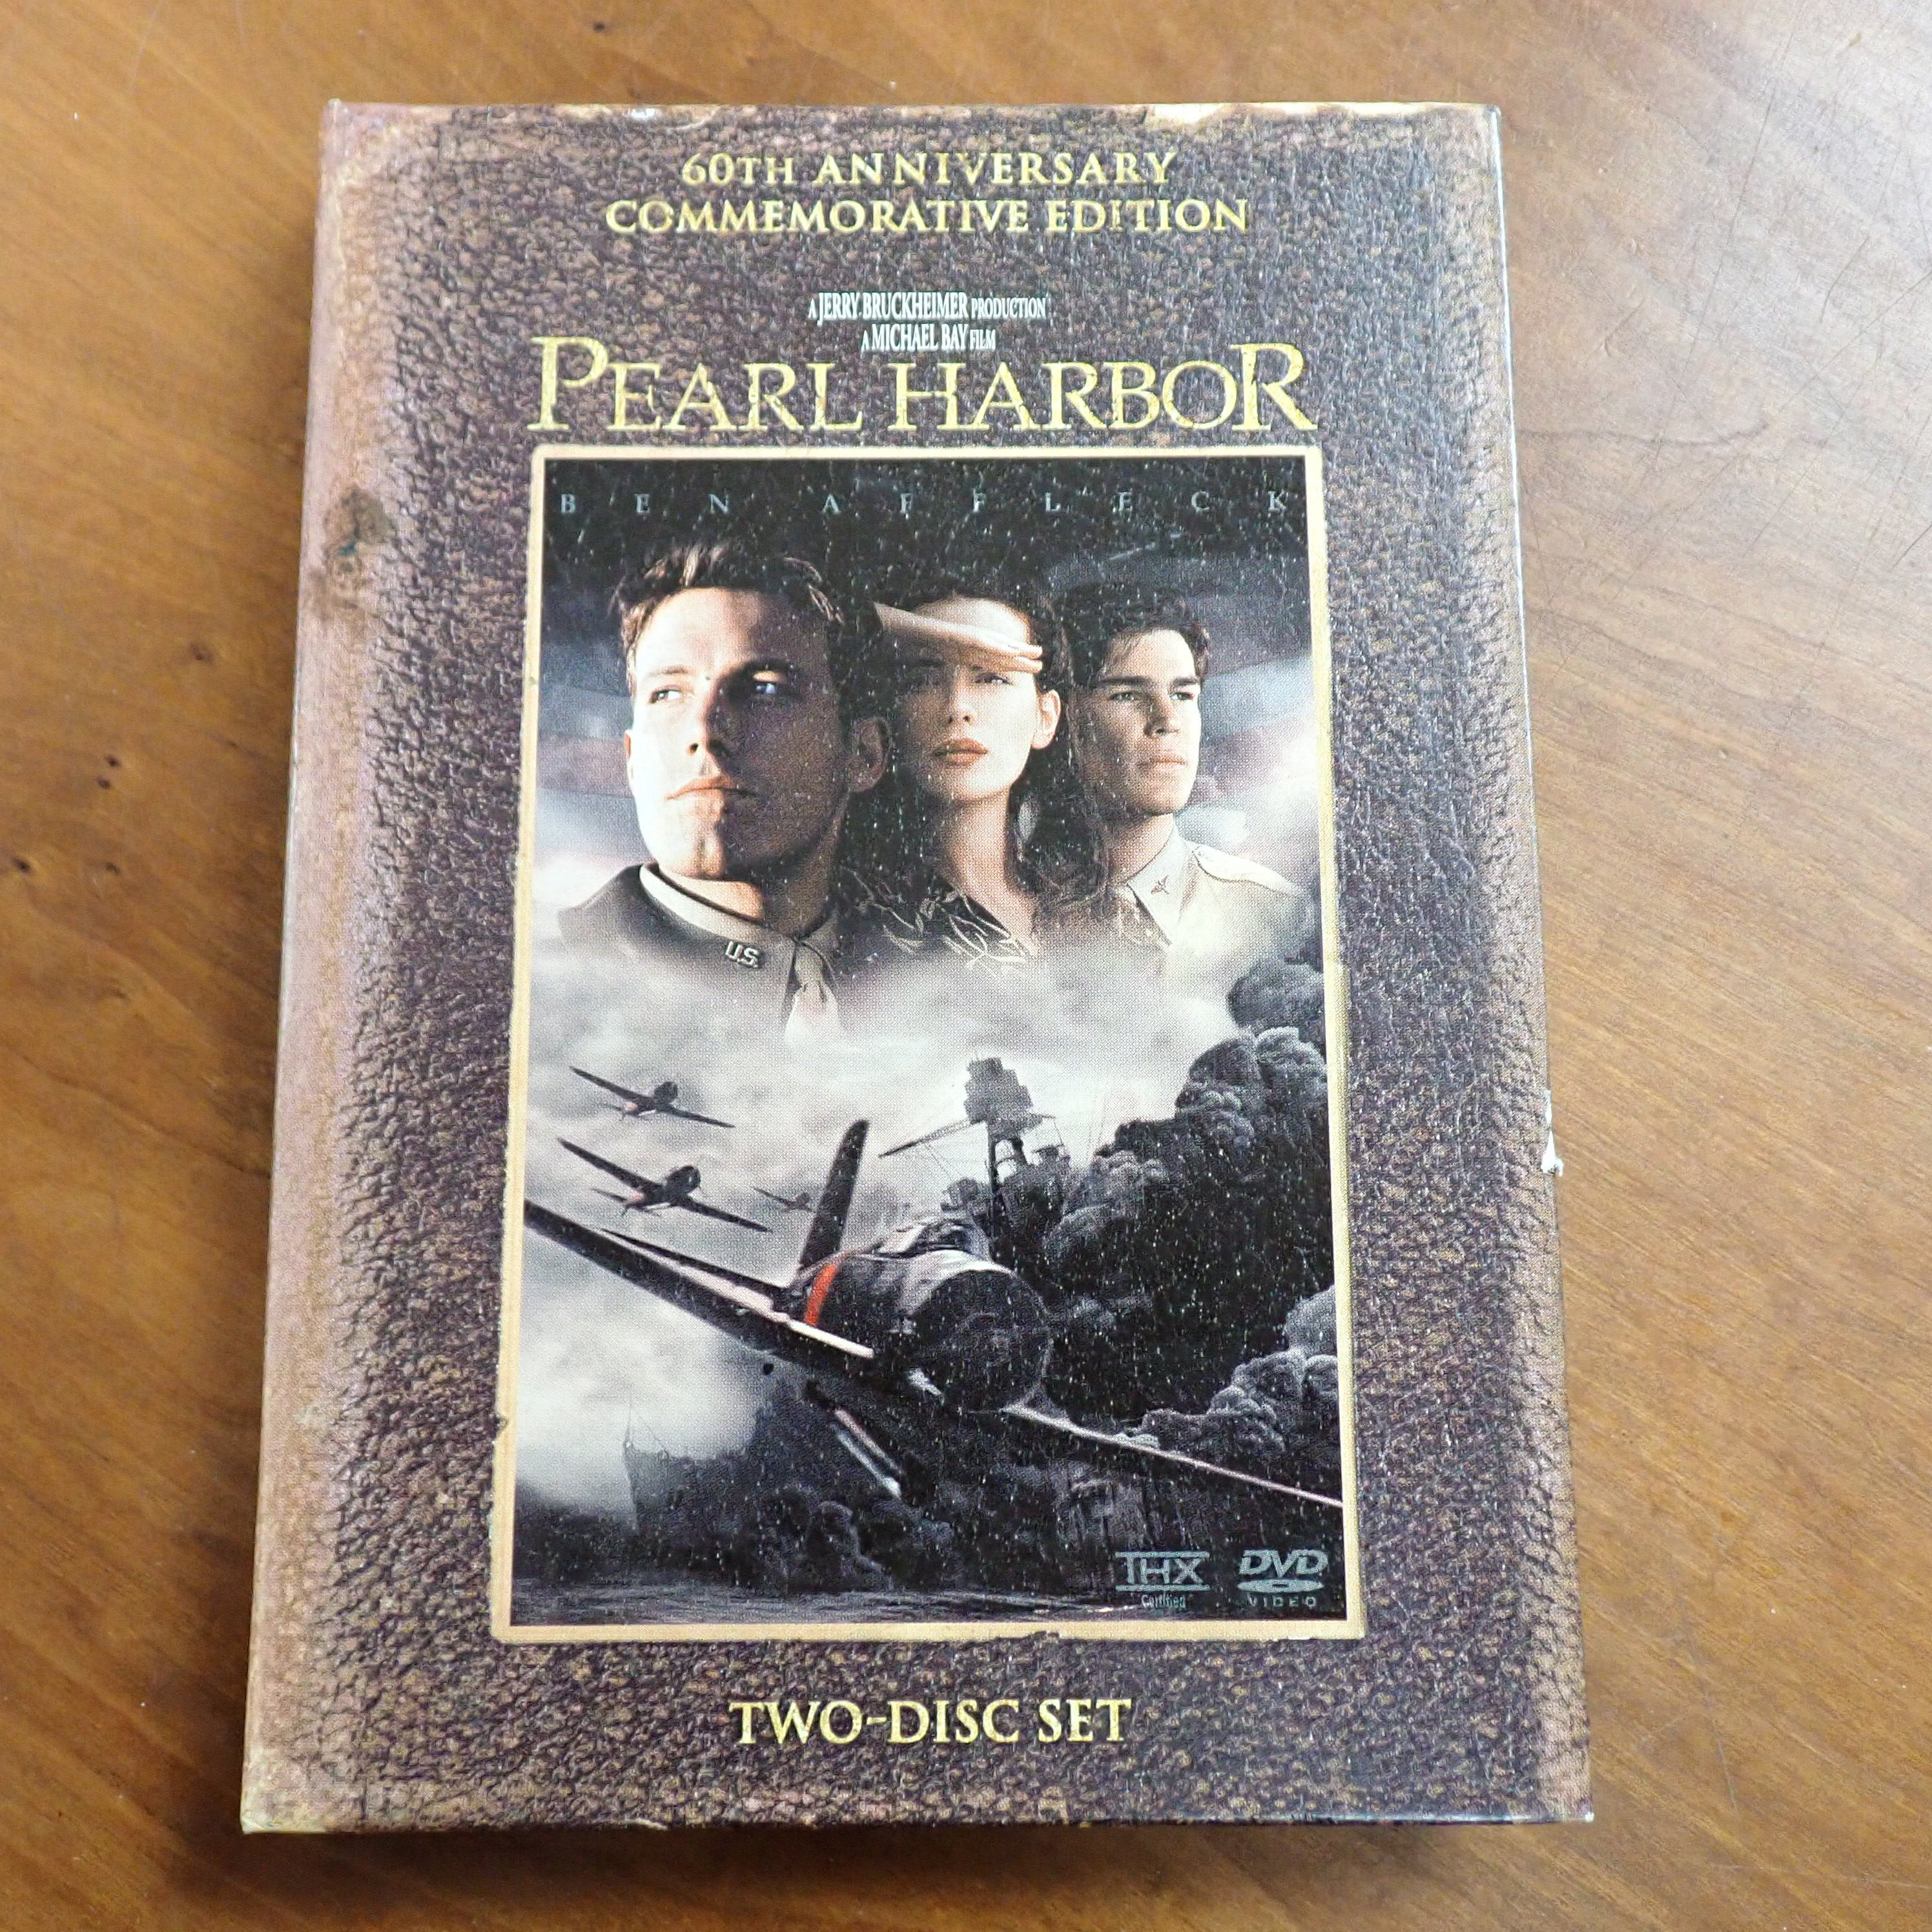 60TH ANNIVERSARY
COMMEMORATIVE EDITION
A JERRY BRUCKHEIMER PRODUCTION
A MICHAEL BAY FILM
PEARL HARBOR
BEN AFFLECK
U.S.
THX DVD
Certified VIDEO
TWO-DISC SET